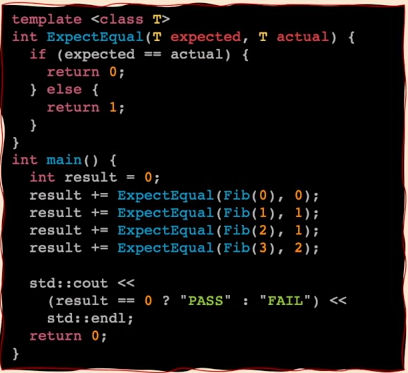 template <class T>
int ExpectEqual(T expected, T actual) {
  if (expected == actual) {
    return 0;
  } else {
    return 1;
  }
}
int main() {
  int result = 0;
  result += ExpectEqual(Fib(0), 0);
  result += ExpectEqual(Fib(1), 1);
  result += ExpectEqual(Fib(2), 1);
  result += ExpectEqual(Fib(3), 2);

  std::cout <<
    (result == 0 ? "PASS" : "FAIL") <<
    std::endl;
  return 0;
}